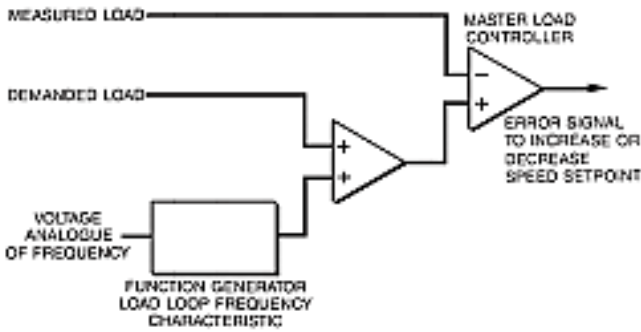 MEASURED LOAD
MASTER LOAD
CONTROLLER
−
+
DEMANDED LOAD
ERROR SIGNAL
TO INCREASE OR
DECREASE
SPEED SETPOINT
+
+
VOLTAGE
ANALOGUE
OF FREQUENCY
FUNCTION GENERATOR
LOAD LOOP FREQUENCY
CHARACTERISTIC